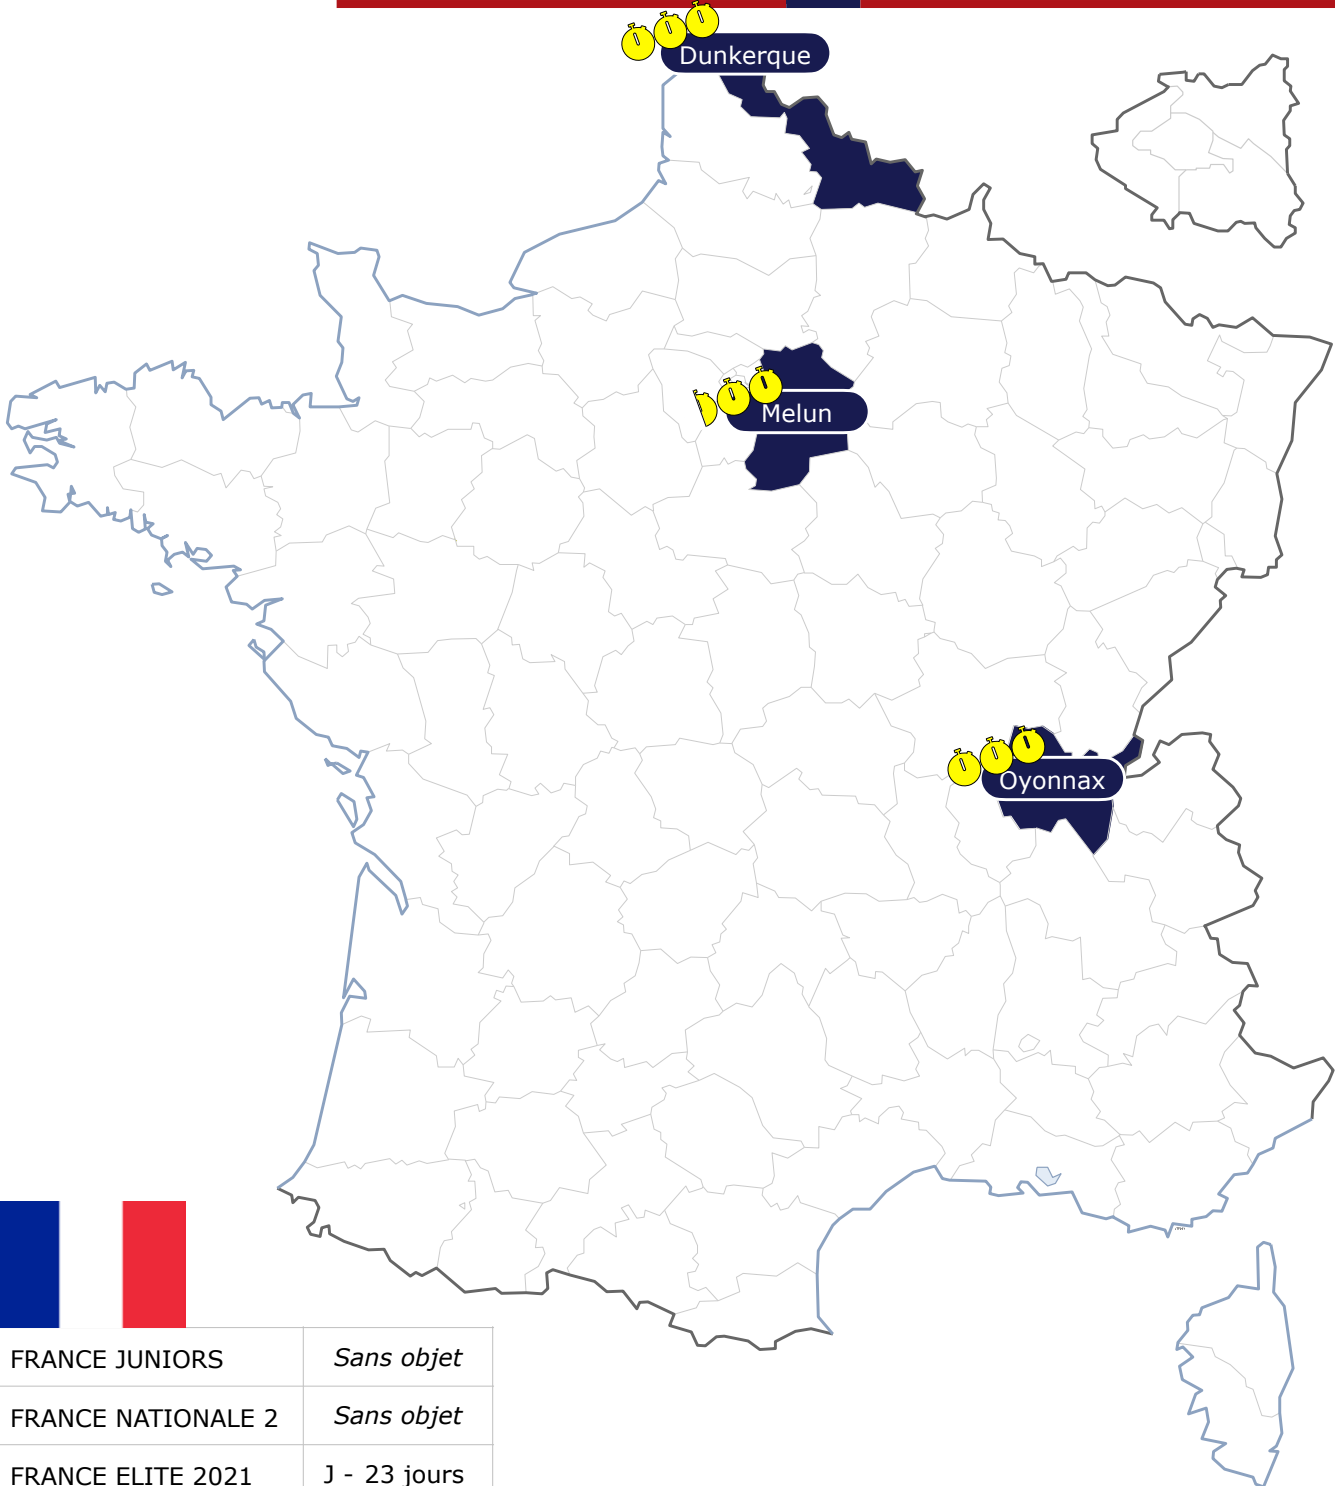 Dunkerque
Melun
Oyonnax
FRANCE JUNIORS Sans objet
FRANCE NATIONALE 2 Sans objet
FRANCE ELITE 2021 J - 23 jours